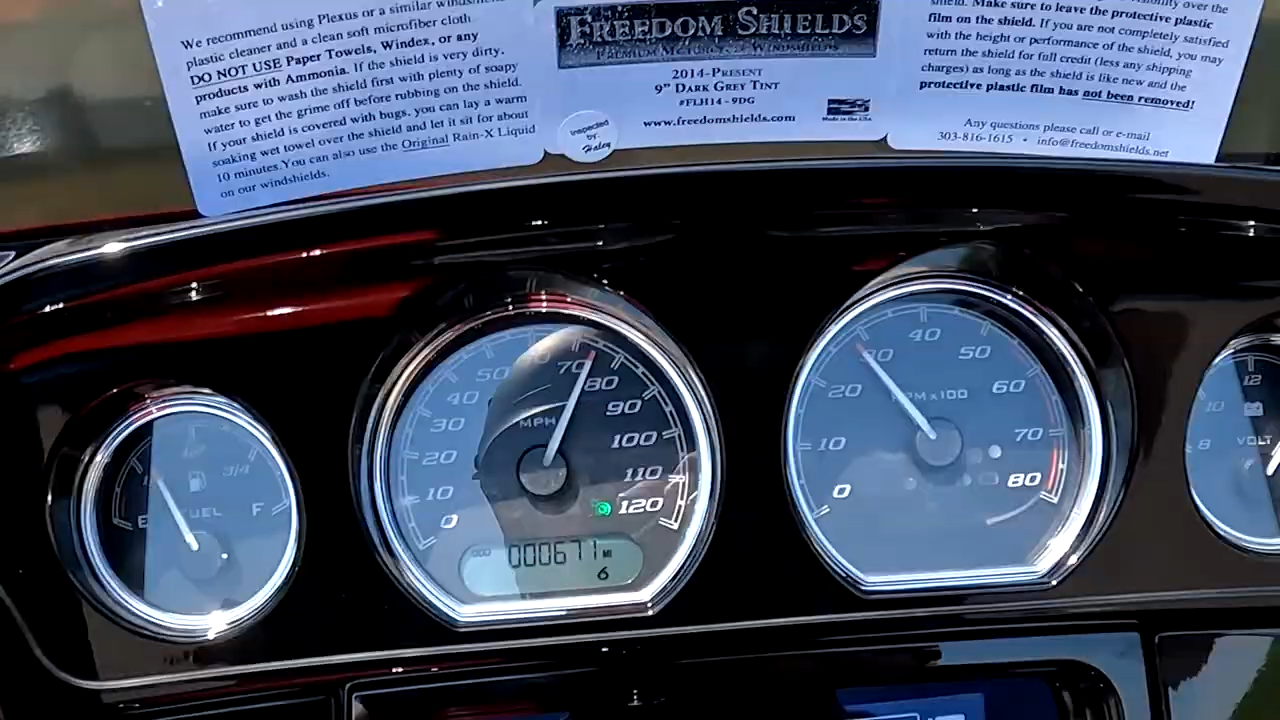 We recommend using Plexus or a similar
plastic cleaner and a clean soft microfiber cloth.
DO NOT USE Paper Towels, Windex, or any
products with Ammonia. If the shield is very dirty,
make sure to wash the shield first with plenty of soapy
water to get the grime off before rubbing on the shield.
If your shield is covered with bugs, you can lay a warm
soaking wet towel over the shield and let it sit for about
10 minutes. You can also use the Original Rain-X Liquid
on our windshields.
FREEDOM SHIELDS
PREMIUM MOTORCYCLE WINDSHIELDS
2014-PRESENT
9" DARK GREY TINT
#FLH14-9DG
www.freedomshields.com
Made in the USA
Inspected
by:
Haley
over the
shield. Make sure to leave the protective plastic
film on the shield. If you are not completely satisfied
with the height or performance of the shield, you may
return the shield for full credit (less any shipping
charges) as long as the shield is like new and the
protective plastic film has not been removed!
Any questions please call or e-mail
303-816-1615 • info@freedomshields.net
E FUEL F
3/4
0 10 20 30 40 50 70 80 90 100 110 120
MPH
ODO 000671 MI
6
0 10 20 30 40 50 60 70 80
RPM x100
8 10 12
VOLT